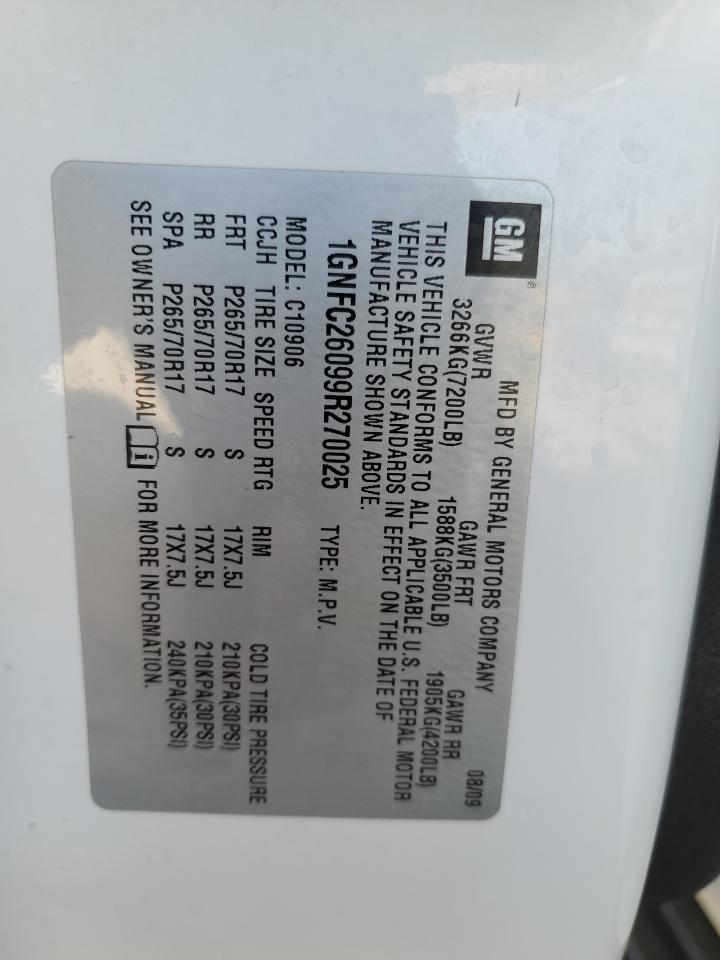 GM®
MFD BY GENERAL MOTORS COMPANY 08/09
GVWR GAWR FRT GAWR RR
3266KG(7200LB) 1588KG(3500LB) 1905KG(4200LB)
THIS VEHICLE CONFORMS TO ALL APPLICABLE U.S. FEDERAL MOTOR
VEHICLE SAFETY STANDARDS IN EFFECT ON THE DATE OF
MANUFACTURE SHOWN ABOVE.
1GNFC26099R270025 TYPE: M.P.V.
MODEL: C10906
CCJH TIRE SIZE SPEED RTG RIM COLD TIRE PRESSURE
FRT P265/70R17 S 17X7.5J 210KPA(30PSI)
RR P265/70R17 S 17X7.5J 210KPA(30PSI)
SPA P265/70R17 S 17X7.5J 240KPA(35PSI)
SEE OWNER'S MANUAL i FOR MORE INFORMATION.